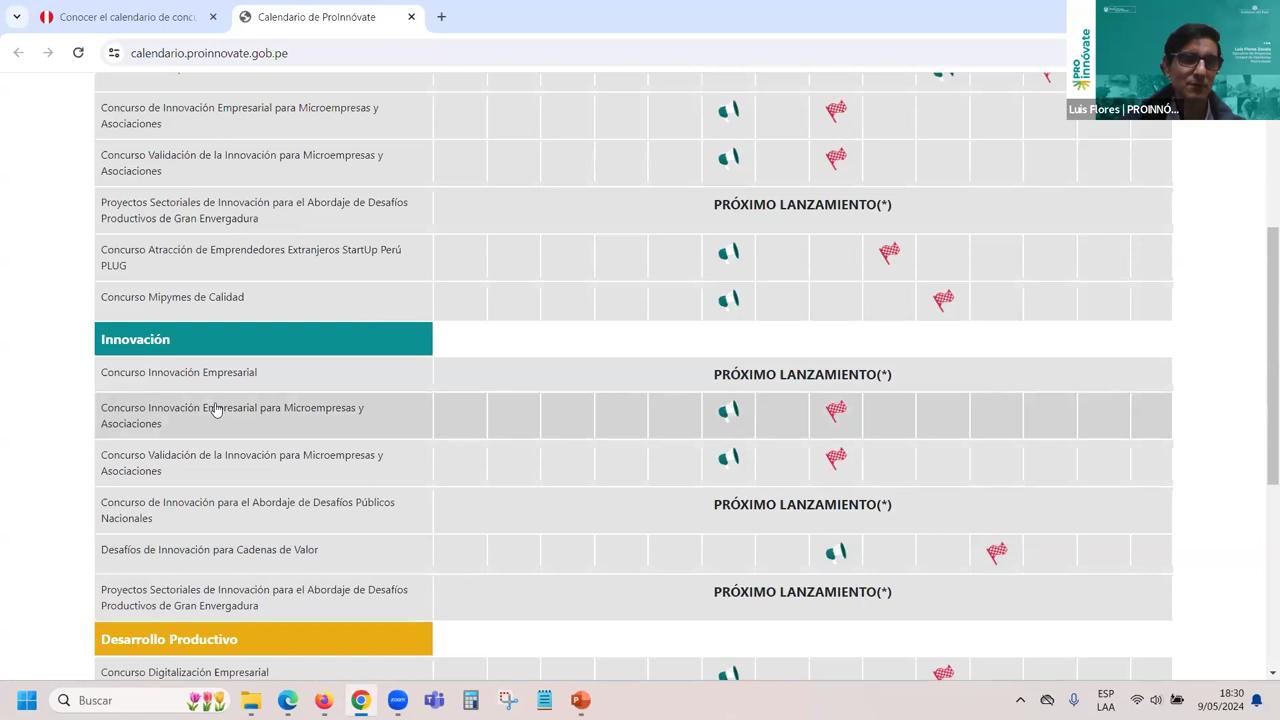 Conocer el calendario de concu
Calendario de ProInnóvate
calendario.proinnovate.gob.pe
PRO
innóvate
Luis Flores Zavala
Luis Flores | PROINNÓ...
Concurso de Innovación Empresarial para Microempresas y
Asociaciones
Concurso Validación de la Innovación para Microempresas y
Asociaciones
Proyectos Sectoriales de Innovación para el Abordaje de Desafíos
Productivos de Gran Envergadura
PRÓXIMO LANZAMIENTO(*)
Concurso Atracción de Emprendedores Extranjeros StartUp Perú
PLUG
Concurso Mipymes de Calidad
Innovación
Concurso Innovación Empresarial
PRÓXIMO LANZAMIENTO(*)
Concurso Innovación Empresarial para Microempresas y
Asociaciones
Concurso Validación de la Innovación para Microempresas y
Asociaciones
Concurso de Innovación para el Abordaje de Desafíos Públicos
Nacionales
PRÓXIMO LANZAMIENTO(*)
Desafíos de Innovación para Cadenas de Valor
Proyectos Sectoriales de Innovación para el Abordaje de Desafíos
Productivos de Gran Envergadura
PRÓXIMO LANZAMIENTO(*)
Desarrollo Productivo
Concurso Digitalización Empresarial
Buscar
ESP
LAA
18:30
9/05/2024